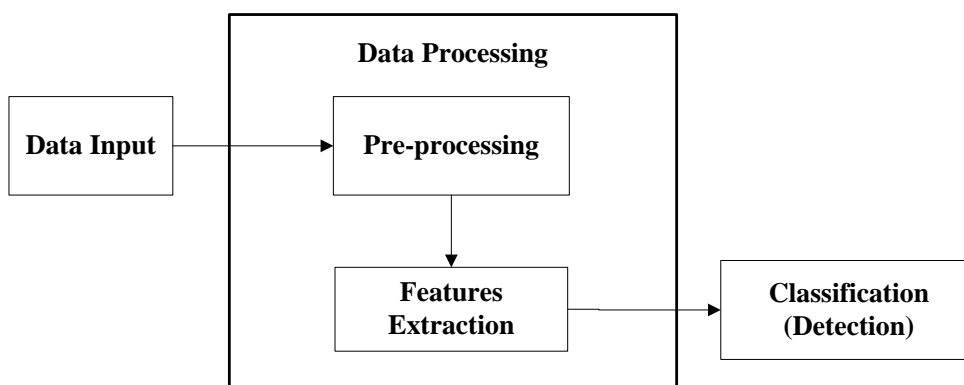 Data Processing
Data Input
Pre-processing
Features
Extraction
Classification
(Detection)